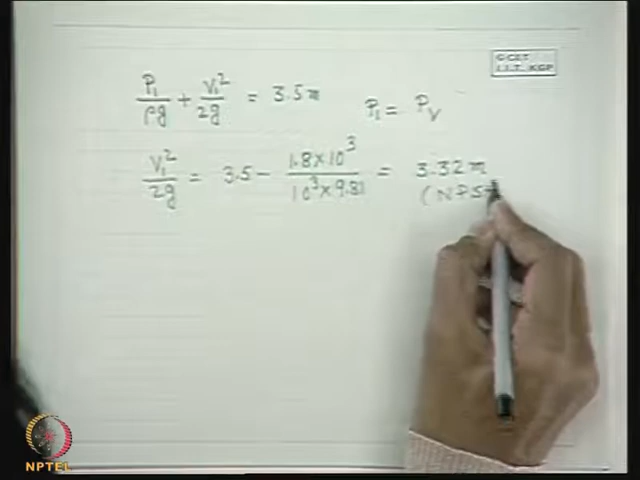 GCET
I.I.T. KGP
P₁/ρg + V₁²/2g = 3.5 m   P₁ = Pᵥ
V₁²/2g = 3.5 − 1.8×10³/10³×9.81 = 3.32 m
(NPS
NPTEL